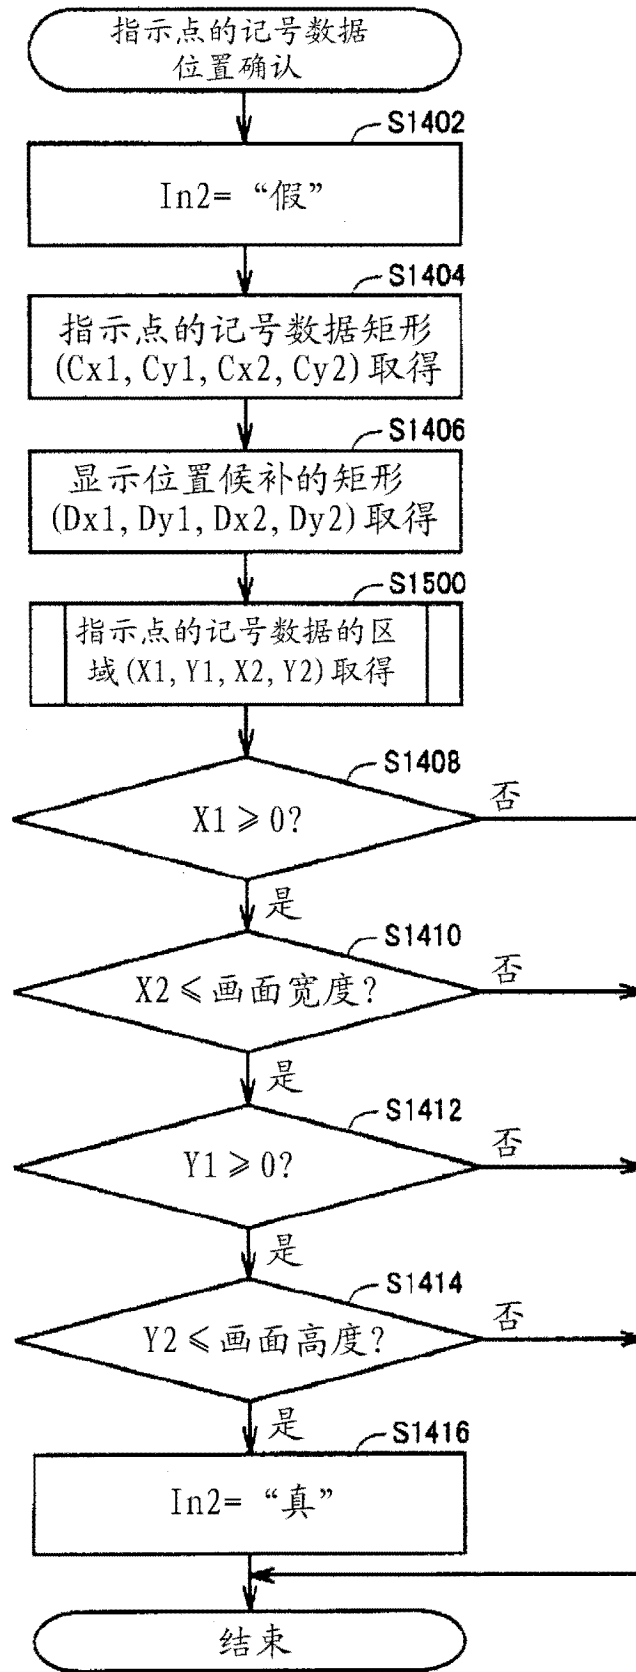 指示点的记号数据
位置确认
S1402
In2= “假”
S1404
指示点的记号数据矩形
(Cx1, Cy1, Cx2, Cy2)取得
S1406
显示位置候补的矩形
(Dx1, Dy1, Dx2, Dy2)取得
S1500
指示点的记号数据的区
域(X1, Y1, X2, Y2)取得
S1408
X1≥0?
否
是
S1410
X2≤画面宽度?
否
是
S1412
Y1≥0?
否
是
S1414
Y2≤画面高度?
否
是
S1416
In2= “真”
结束